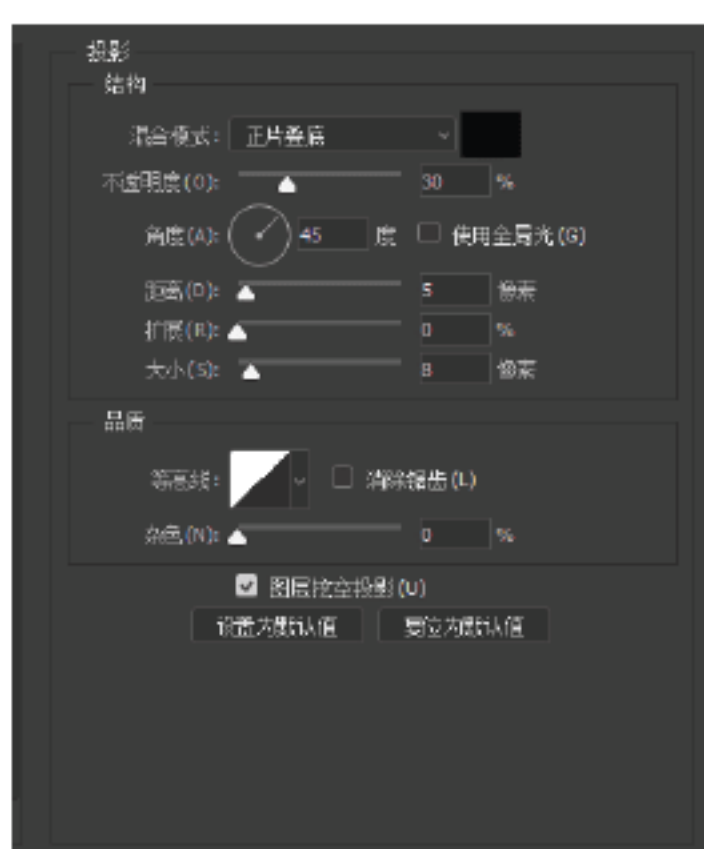 投影
结构
混合模式: 正片叠底
不透明度(O): 30 %
角度(A): 45 度 使用全局光(G)
距离(D): 5 像素
扩展(R): 0 %
大小(S): 8 像素
品质
等高线: 消除锯齿(L)
杂色(N): 0 %
图层挖空投影(U)
设置为默认值 复位为默认值